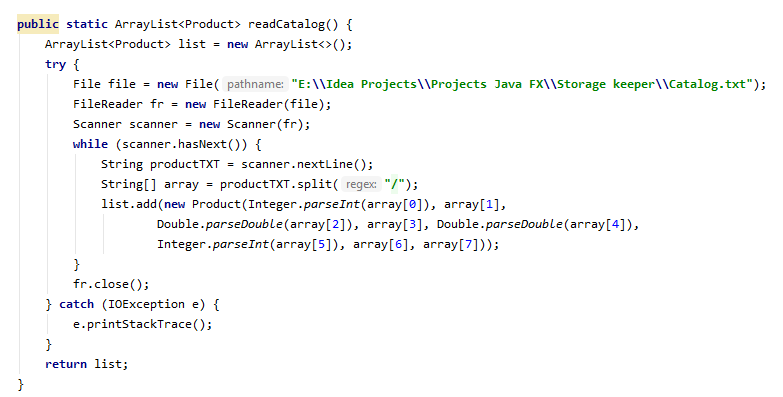 public static ArrayList<Product> readCatalog() {
    ArrayList<Product> list = new ArrayList<>();
    try {
        File file = new File( pathname: "E:\\Idea Projects\\Projects Java FX\\Storage keeper\\Catalog.txt");
        FileReader fr = new FileReader(file);
        Scanner scanner = new Scanner(fr);
        while (scanner.hasNext()) {
            String productTXT = scanner.nextLine();
            String[] array = productTXT.split( regex: "/");
            list.add(new Product(Integer.parseInt(array[0]), array[1],
                    Double.parseDouble(array[2]), array[3], Double.parseDouble(array[4]),
                    Integer.parseInt(array[5]), array[6], array[7]));
        }
        fr.close();
    } catch (IOException e) {
        e.printStackTrace();
    }
    return list;
}